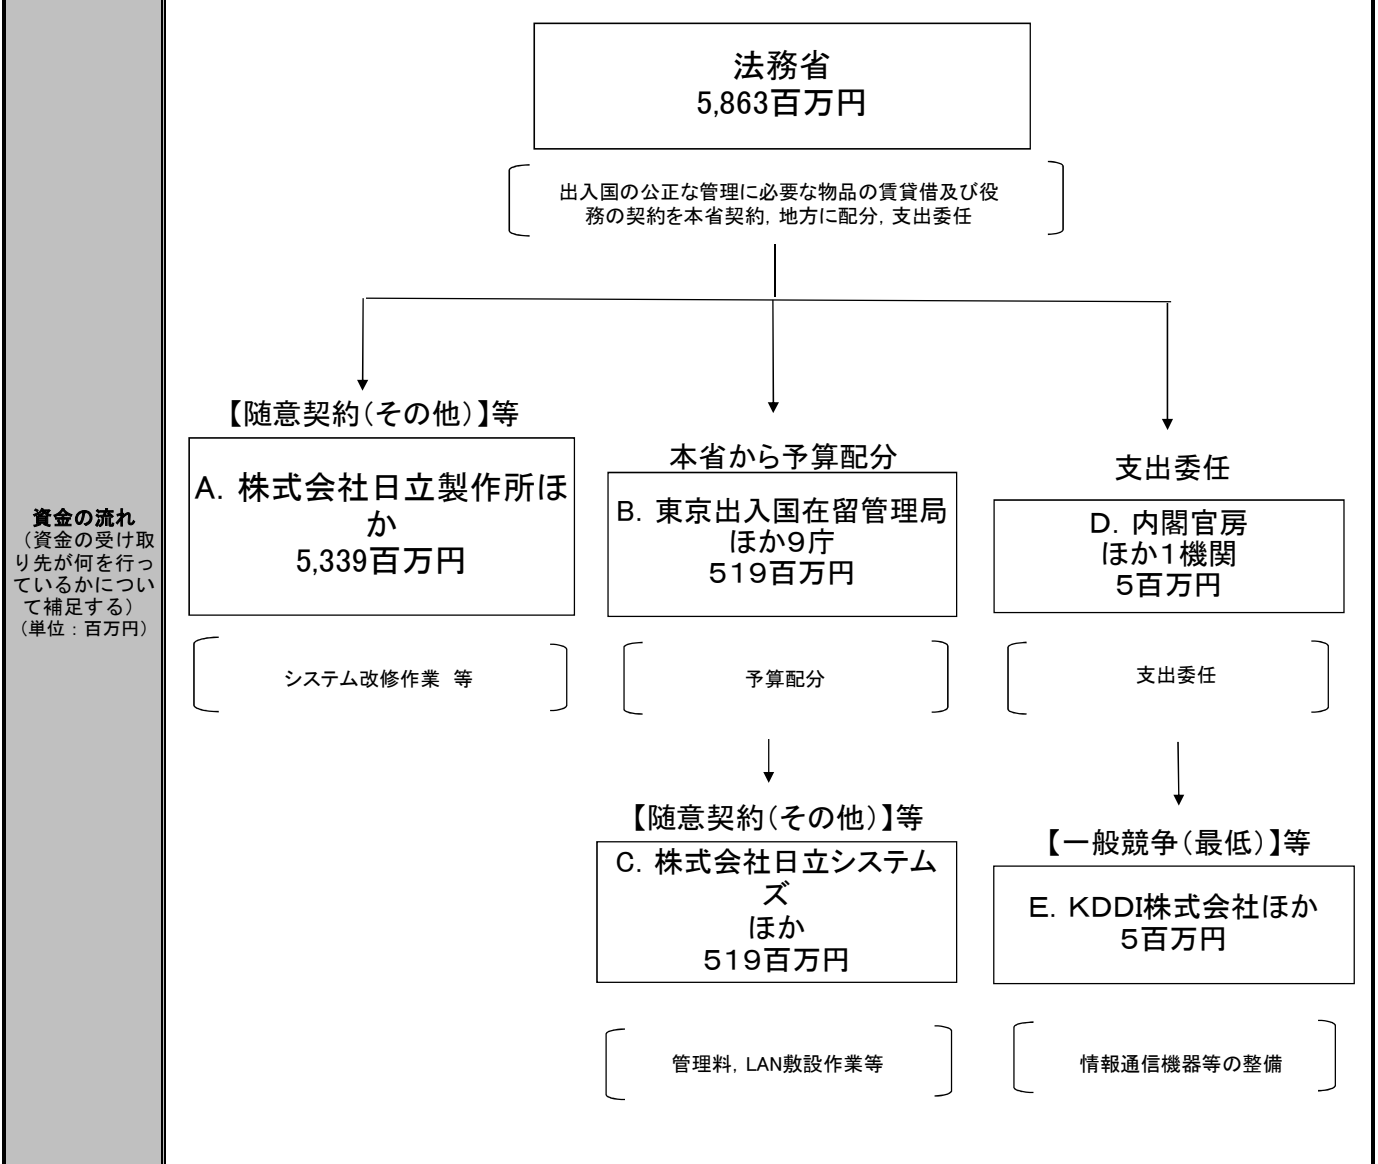 資金の流れ
（資金の受け取
り先が何を行っ
ているかについ
て補足する）
（単位：百万円）
法務省
5,863百万円
出入国の公正な管理に必要な物品の賃貸借及び役
務の契約を本省契約，地方に配分，支出委任
【随意契約（その他）】等
A．株式会社日立製作所ほ
か
5,339百万円
システム改修作業　等
本省から予算配分
B．東京出入国在留管理局
ほか９庁
５１９百万円
予算配分
【随意契約（その他）】等
C．株式会社日立システム
ズ
ほか
５１９百万円
管理料，LAN敷設作業等
支出委任
D．内閣官房
ほか１機関
５百万円
支出委任
【一般競争（最低）】等
E．KDDI株式会社ほか
５百万円
情報通信機器等の整備